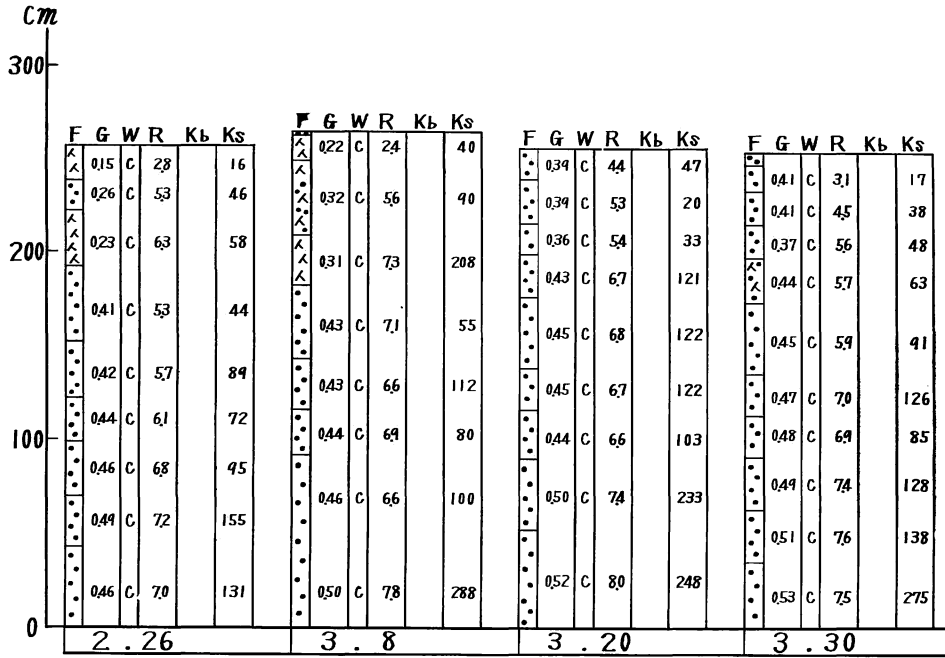 cm
300
200
100
0
F G W R Kb Ks
0.15 C 2.8 16
0.26 C 5.3 46
0.23 C 6.3 58
0.41 C 5.3 44
0.42 C 5.7 89
0.44 C 6.1 72
0.46 C 6.8 95
0.49 C 7.2 155
0.46 C 7.0 131
2.26
F G W R Kb Ks
0.22 C 2.4 40
0.32 C 5.6 90
0.31 C 7.3 208
0.43 C 7.1 55
0.43 C 6.6 112
0.44 C 6.9 80
0.46 C 6.6 100
0.50 C 7.8 288
3.8
F G W R Kb Ks
0.39 C 4.4 47
0.39 C 5.3 20
0.36 C 5.4 33
0.43 C 6.7 121
0.45 C 6.8 122
0.45 C 6.7 122
0.44 C 6.6 103
0.50 C 7.4 233
0.52 C 8.0 248
3.20
F G W R Kb Ks
0.41 C 3.1 17
0.41 C 4.5 38
0.37 C 5.6 48
0.44 C 5.7 63
0.45 C 5.9 91
0.47 C 7.0 126
0.48 C 6.9 85
0.49 C 7.4 128
0.51 C 7.6 138
0.53 C 7.5 275
3.30